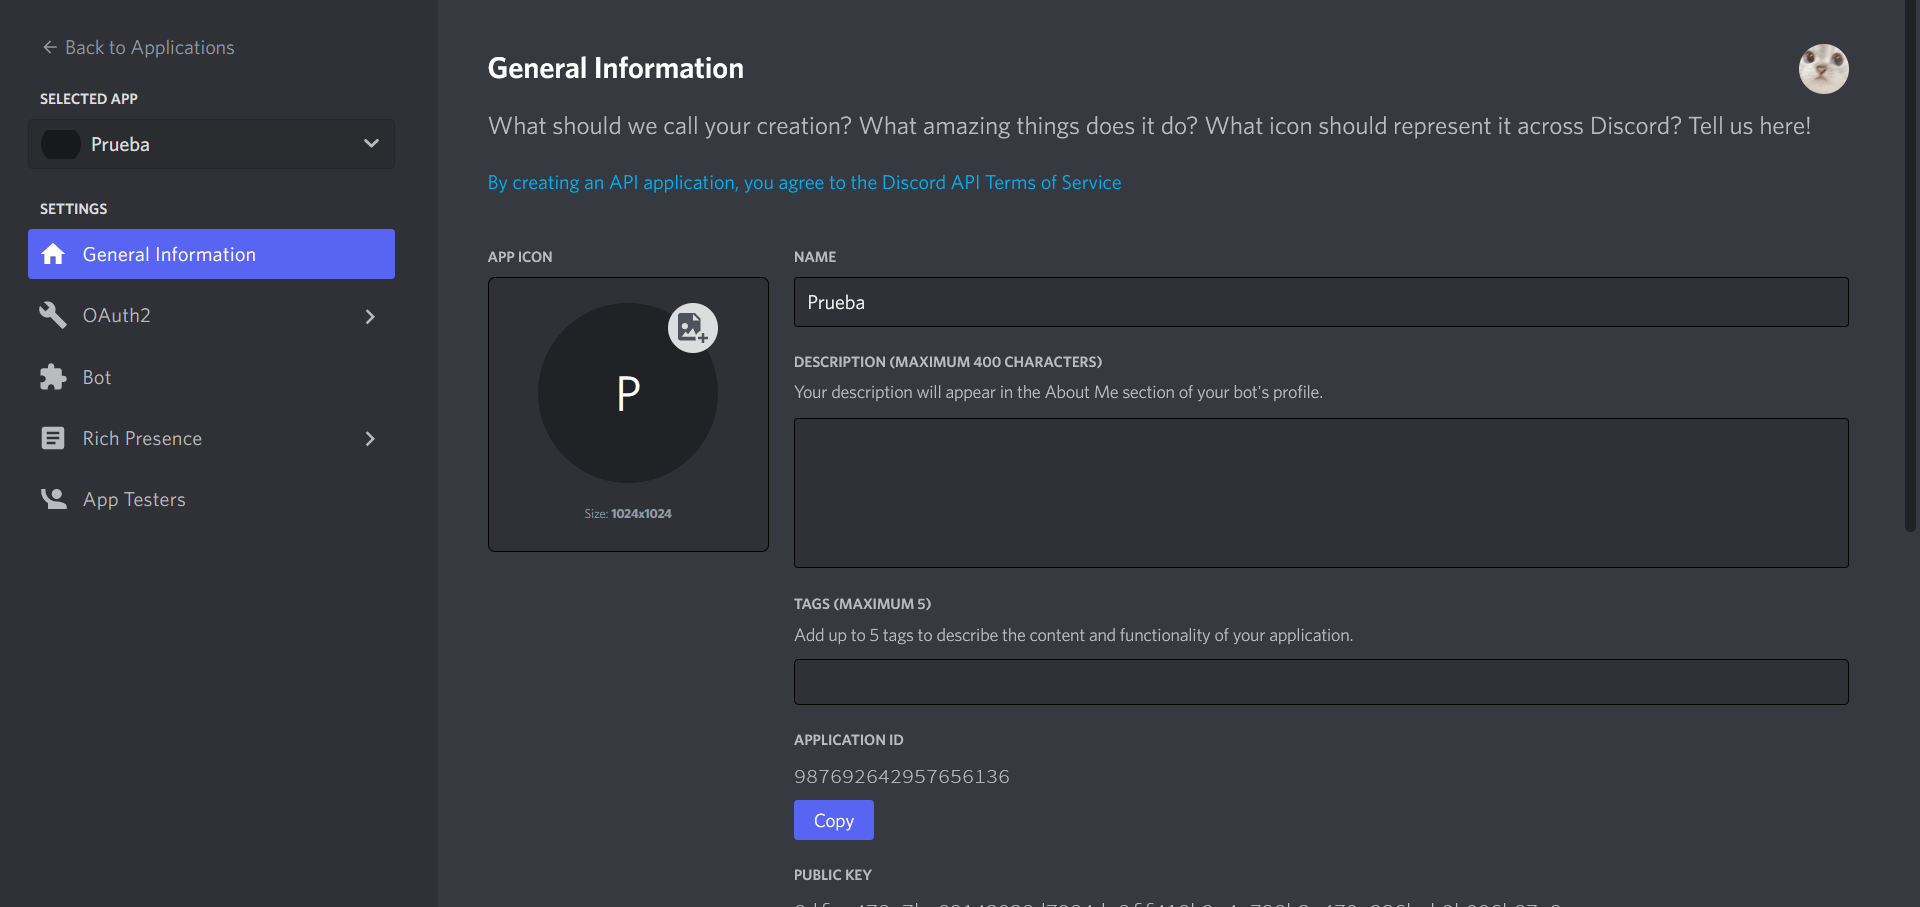 Back to Applications
SELECTED APP
Prueba
SETTINGS
General Information
OAuth2
Bot
Rich Presence
App Testers
General Information
What should we call your creation? What amazing things does it do? What icon should represent it across Discord? Tell us here!
By creating an API application, you agree to the Discord API Terms of Service
APP ICON
P
Size: 1024x1024
NAME
Prueba
DESCRIPTION (MAXIMUM 400 CHARACTERS)
Your description will appear in the About Me section of your bot's profile.
TAGS (MAXIMUM 5)
Add up to 5 tags to describe the content and functionality of your application.
APPLICATION ID
987692642957656136
Copy
PUBLIC KEY